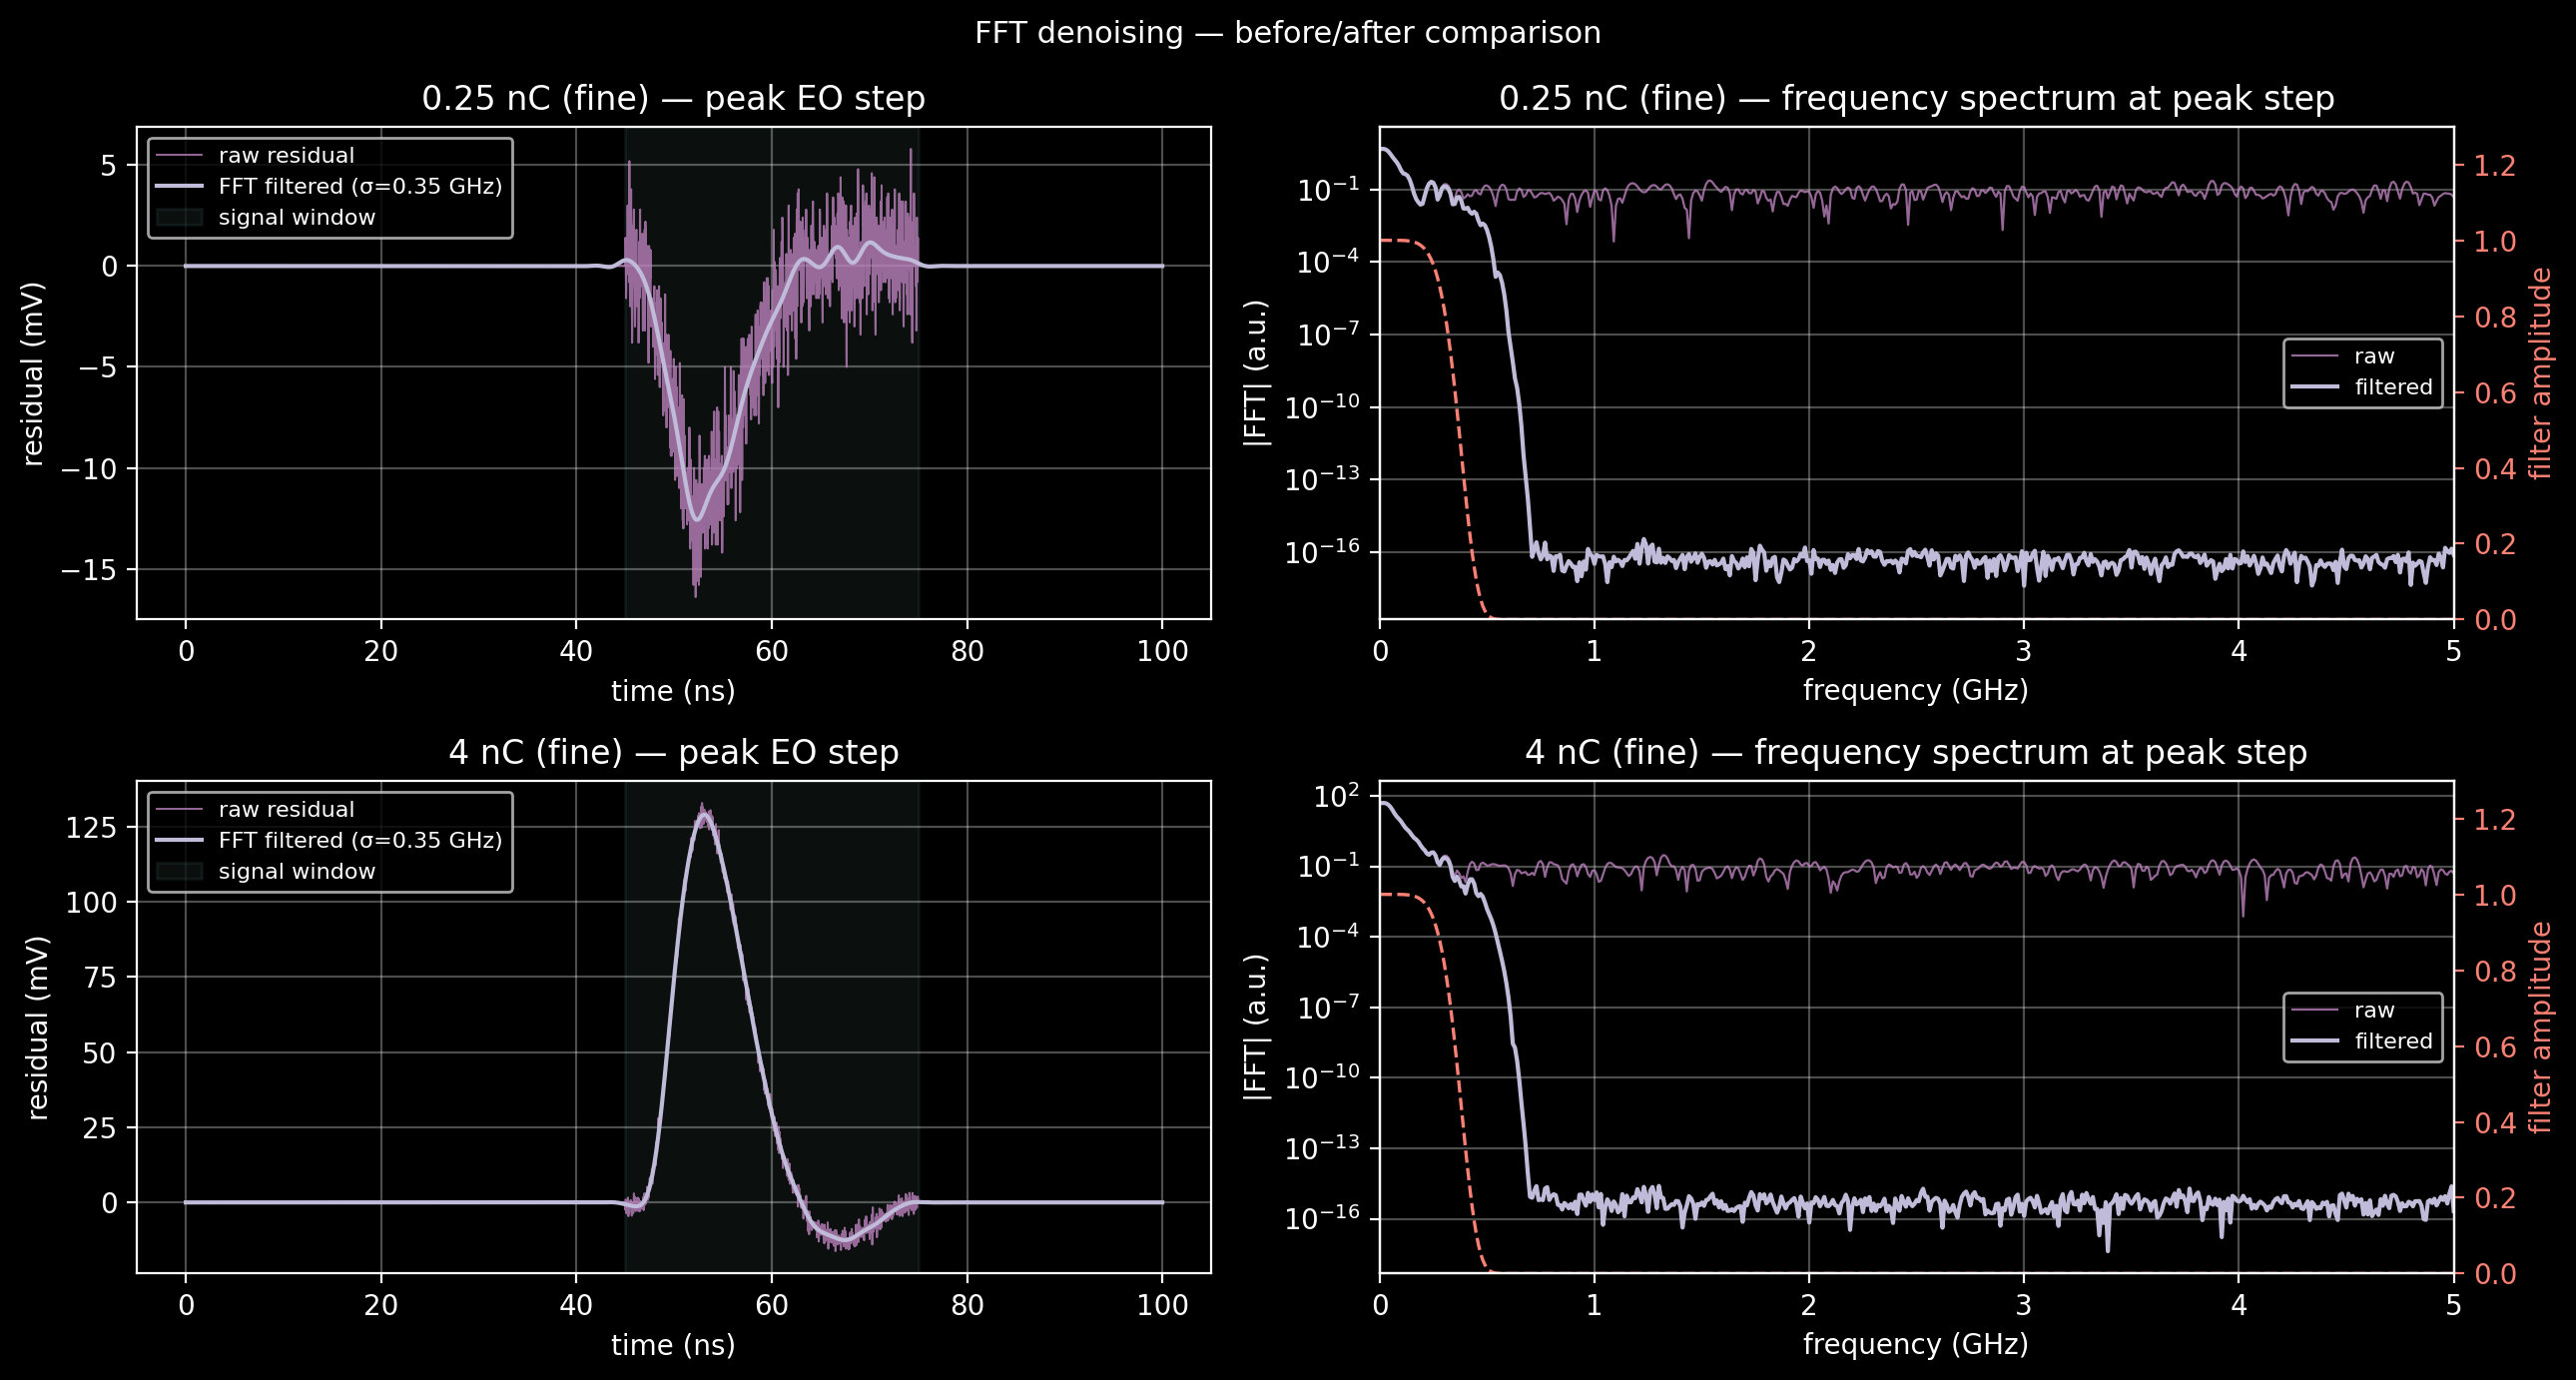 FFT denoising — before/after comparison
0.25 nC (fine) — peak EO step
raw residual
FFT filtered (σ=0.35 GHz)
signal window
5
0
−5
−10
−15
residual (mV)
0 20 40 60 80 100
time (ns)
0.25 nC (fine) — frequency spectrum at peak step
10⁻¹
10⁻⁴
10⁻⁷
10⁻¹⁰
10⁻¹³
10⁻¹⁶
|FFT| (a.u.)
raw
filtered
1.2
1.0
0.8
0.6
0.4
0.2
0.0
filter amplitude
0 1 2 3 4 5
frequency (GHz)
4 nC (fine) — peak EO step
raw residual
FFT filtered (σ=0.35 GHz)
signal window
125
100
75
50
25
0
residual (mV)
0 20 40 60 80 100
time (ns)
4 nC (fine) — frequency spectrum at peak step
10²
10⁻¹
10⁻⁴
10⁻⁷
10⁻¹⁰
10⁻¹³
10⁻¹⁶
|FFT| (a.u.)
raw
filtered
1.2
1.0
0.8
0.6
0.4
0.2
0.0
filter amplitude
0 1 2 3 4 5
frequency (GHz)